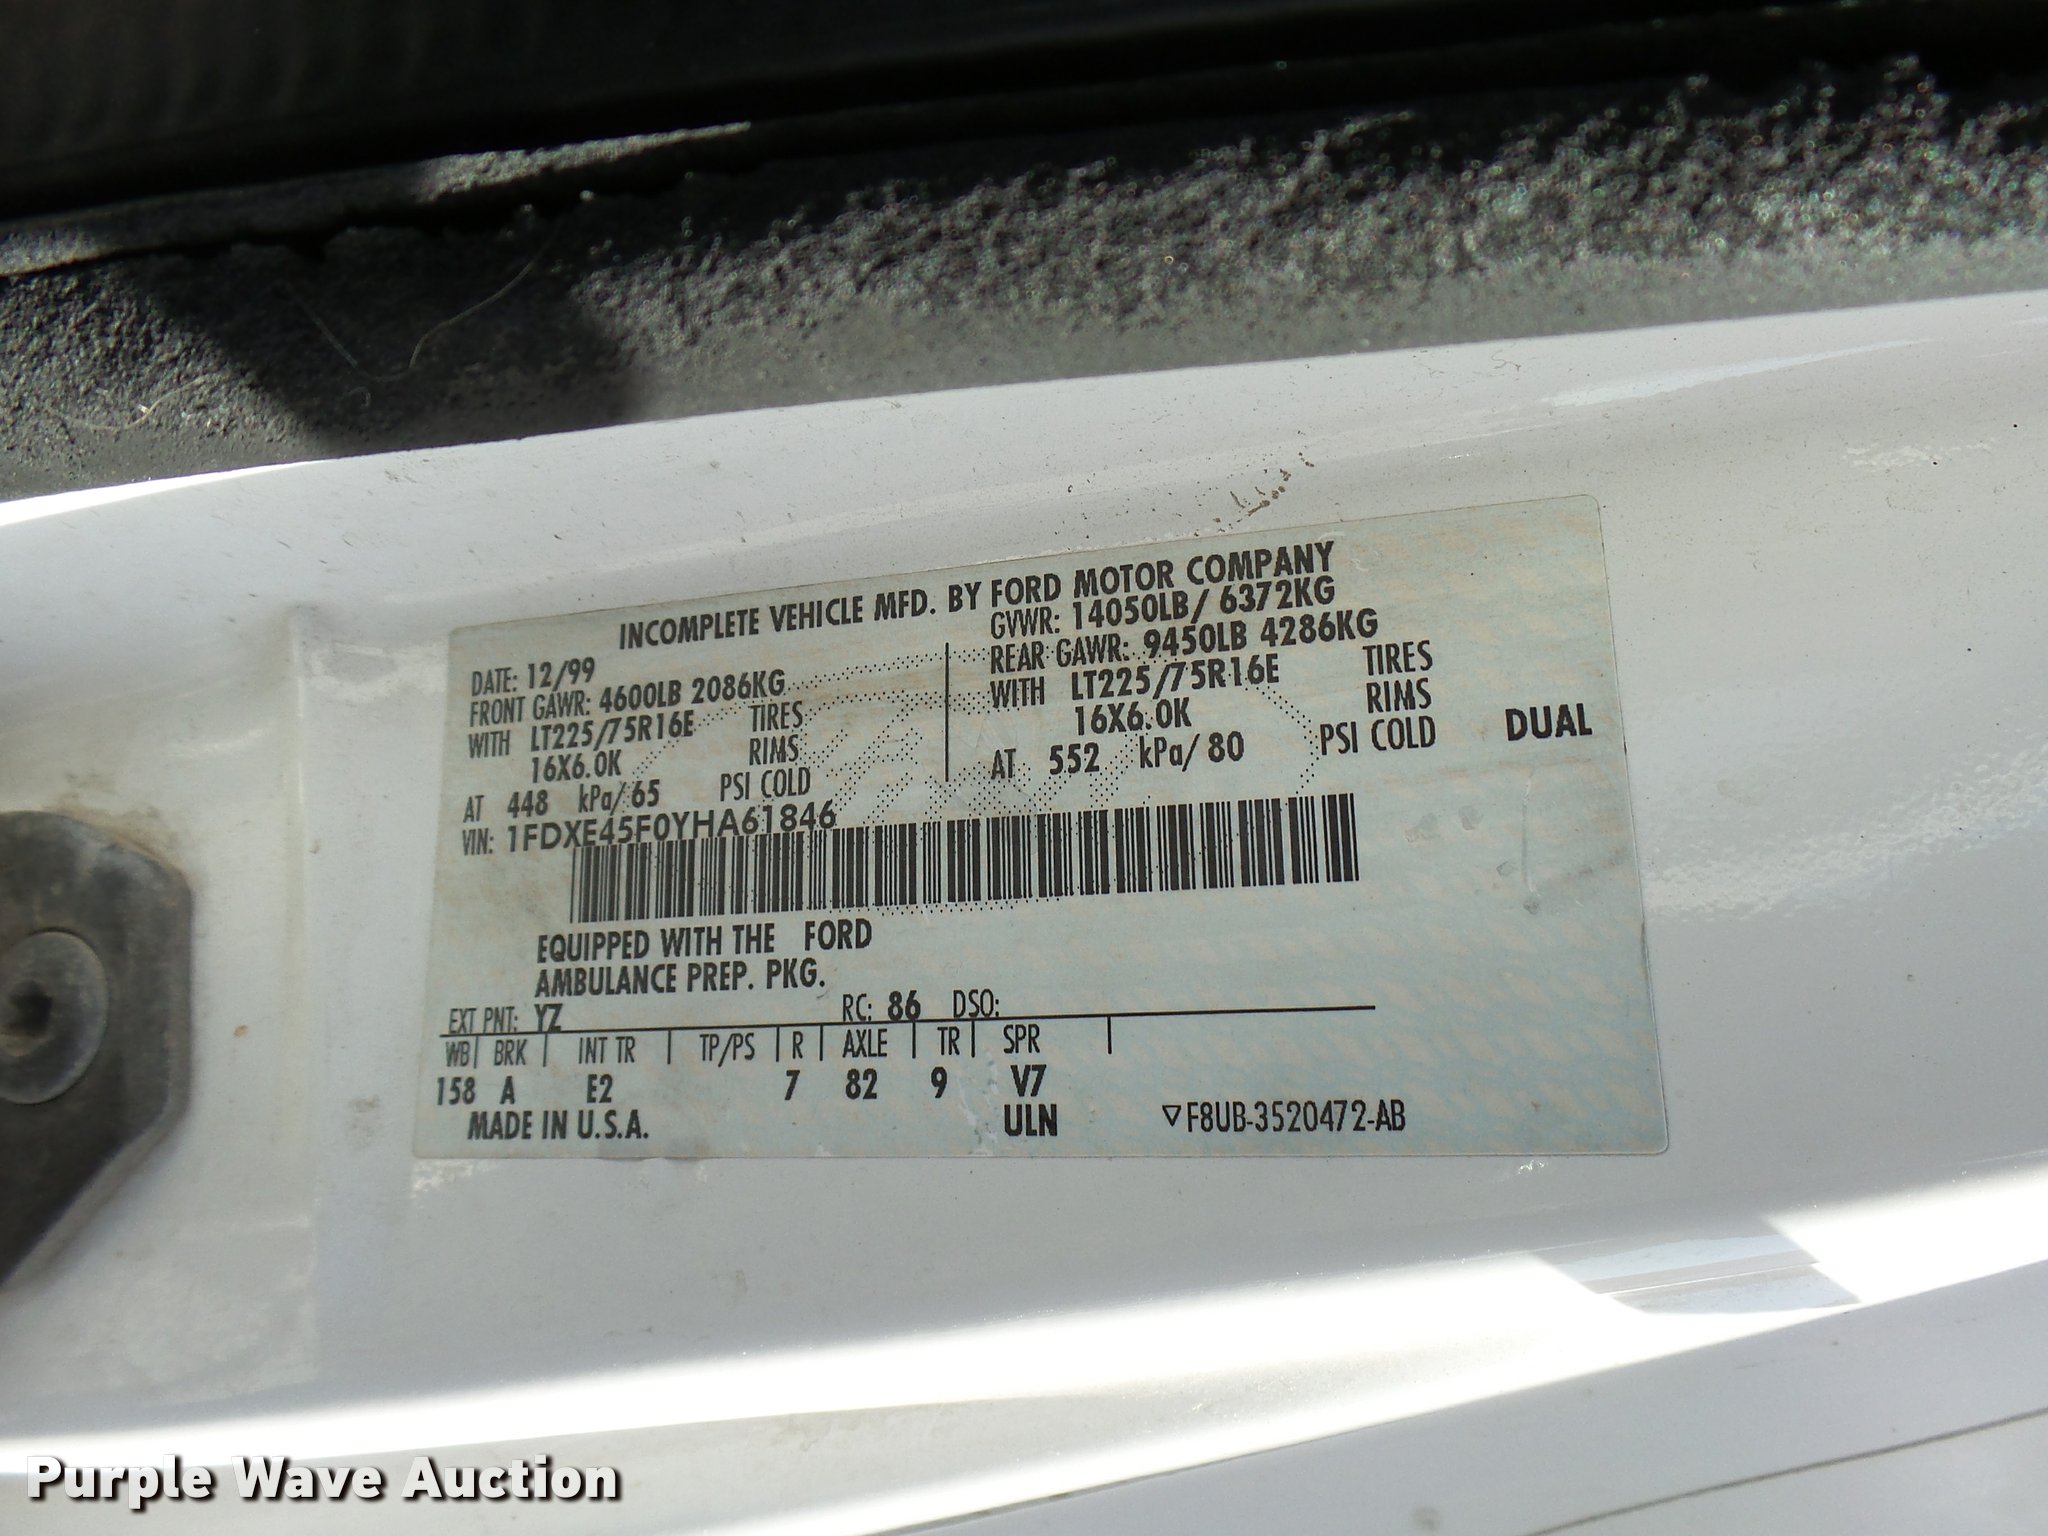 INCOMPLETE VEHICLE MFD. BY FORD MOTOR COMPANY
DATE: 12/99
GVWR: 14050LB/ 6372KG
FRONT GAWR: 4600LB 2086KG
REAR GAWR: 9450LB 4286KG
WITH LT225/75R16E TIRES
WITH LT225/75R16E TIRES
16X6.0K RIMS
16X6.0K RIMS
AT 448 kPa/65 PSI COLD
AT 552 kPa/80 PSI COLD DUAL
VIN: 1FDXE45F0YHA61846
EQUIPPED WITH THE FORD
AMBULANCE PREP. PKG.
EXT PNT: YZ RC: 86 DSO:
WB BRK INT TR TP/PS R AXLE TR SPR
158 A E2 7 82 9 V7
MADE IN U.S.A. ULN ▽F8UB-3520472-AB
Purple Wave Auction